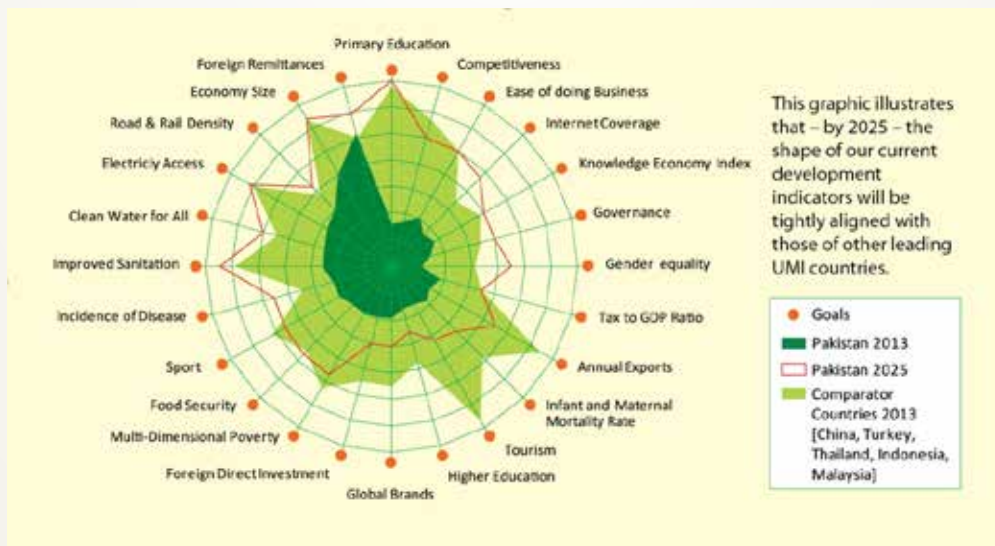 Primary Education
Foreign Remittances
Competitiveness
Economy Size
Ease of doing Business
Road & Rail Density
Internet Coverage
Electriciy Access
Knowledge Economy Index
Clean Water for All
Governance
Improved Sanitation
Gender equality
Incidence of Disease
Tax to GDP Ratio
Sport
Annual Exports
Food Security
Infant and Maternal
Mortality Rate
Multi-Dimensional Poverty
Tourism
Foreign Direct Investment
Higher Education
Global Brands
This graphic illustrates
that – by 2025 – the
shape of our current
development
indicators will be
tightly aligned with
those of other leading
UMI countries.
Goals
Pakistan 2013
Pakistan 2025
Comparator
Countries 2013
[China, Turkey,
Thailand, Indonesia,
Malaysia]